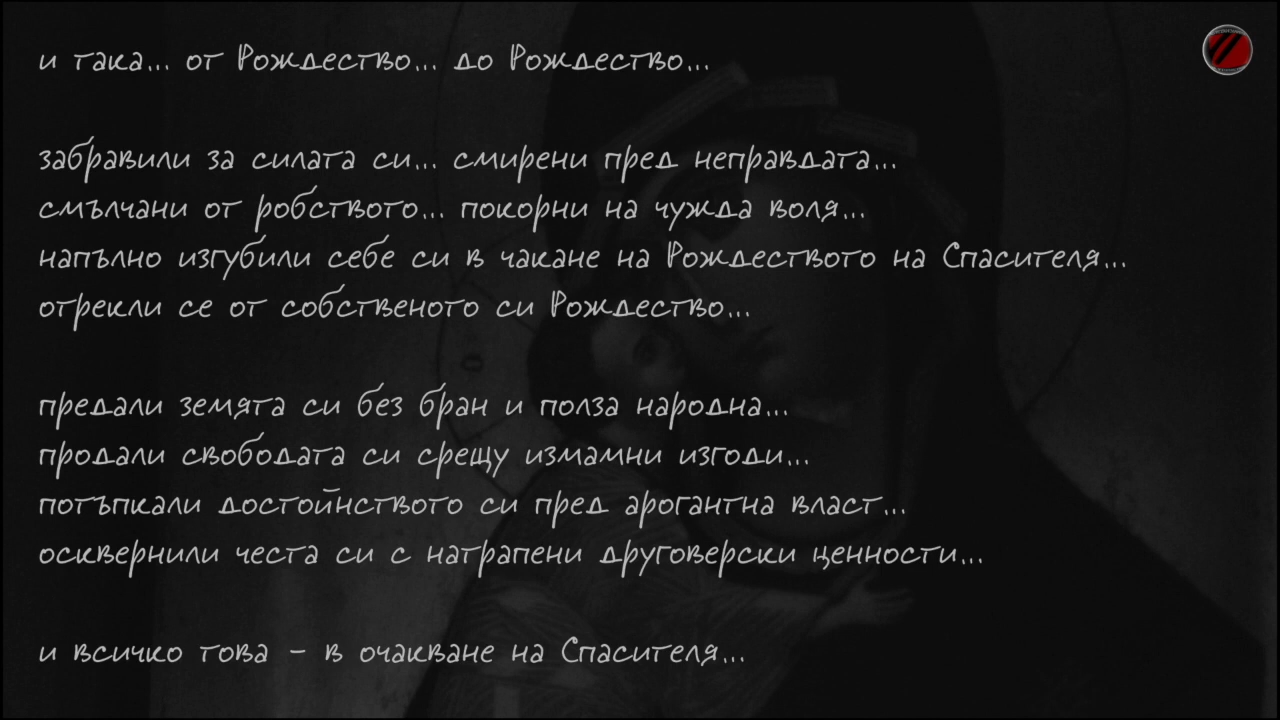 и така... от Рождество... до Рождество...
забравили за силата си... смирени пред неправдата...
смълчани от робството... покорни на чужда воля...
напълно изгубили себе си в чакане на Рождеството на Спасителя...
отрекли се от собственото си Рождество...
предали земята си без бран и полза народна...
продали свободата си срещу измамни изгоди...
потъпкали достойнството си пред арогантна власт...
осквернили честа си с натрапени друговерски ценности...
и всичко това - в очакване на Спасителя...